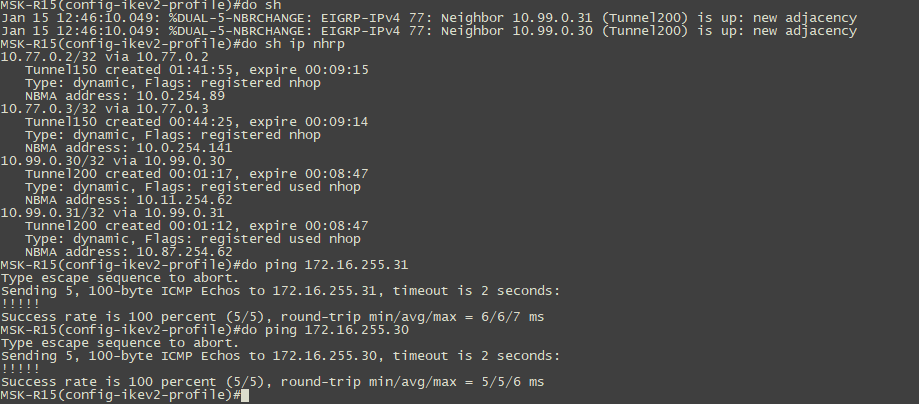 MSK-R15(config-ikev2-profile)#do sh
Jan 15 12:46:10.049: %DUAL-5-NBRCHANGE: EIGRP-IPv4 77: Neighbor 10.99.0.31 (Tunnel200) is up: new adjacency
Jan 15 12:46:10.049: %DUAL-5-NBRCHANGE: EIGRP-IPv4 77: Neighbor 10.99.0.30 (Tunnel200) is up: new adjacency
MSK-R15(config-ikev2-profile)#do sh ip nhrp
10.77.0.2/32 via 10.77.0.2
   Tunnel150 created 01:41:55, expire 00:09:15
   Type: dynamic, Flags: registered nhop
   NBMA address: 10.0.254.89
10.77.0.3/32 via 10.77.0.3
   Tunnel150 created 00:44:25, expire 00:09:14
   Type: dynamic, Flags: registered nhop
   NBMA address: 10.0.254.141
10.99.0.30/32 via 10.99.0.30
   Tunnel200 created 00:01:17, expire 00:08:47
   Type: dynamic, Flags: registered used nhop
   NBMA address: 10.11.254.62
10.99.0.31/32 via 10.99.0.31
   Tunnel200 created 00:01:12, expire 00:08:47
   Type: dynamic, Flags: registered used nhop
   NBMA address: 10.87.254.62
MSK-R15(config-ikev2-profile)#do ping 172.16.255.31
Type escape sequence to abort.
Sending 5, 100-byte ICMP Echos to 172.16.255.31, timeout is 2 seconds:
!!!!!
Success rate is 100 percent (5/5), round-trip min/avg/max = 6/6/7 ms
MSK-R15(config-ikev2-profile)#do ping 172.16.255.30
Type escape sequence to abort.
Sending 5, 100-byte ICMP Echos to 172.16.255.30, timeout is 2 seconds:
!!!!!
Success rate is 100 percent (5/5), round-trip min/avg/max = 5/5/6 ms
MSK-R15(config-ikev2-profile)#